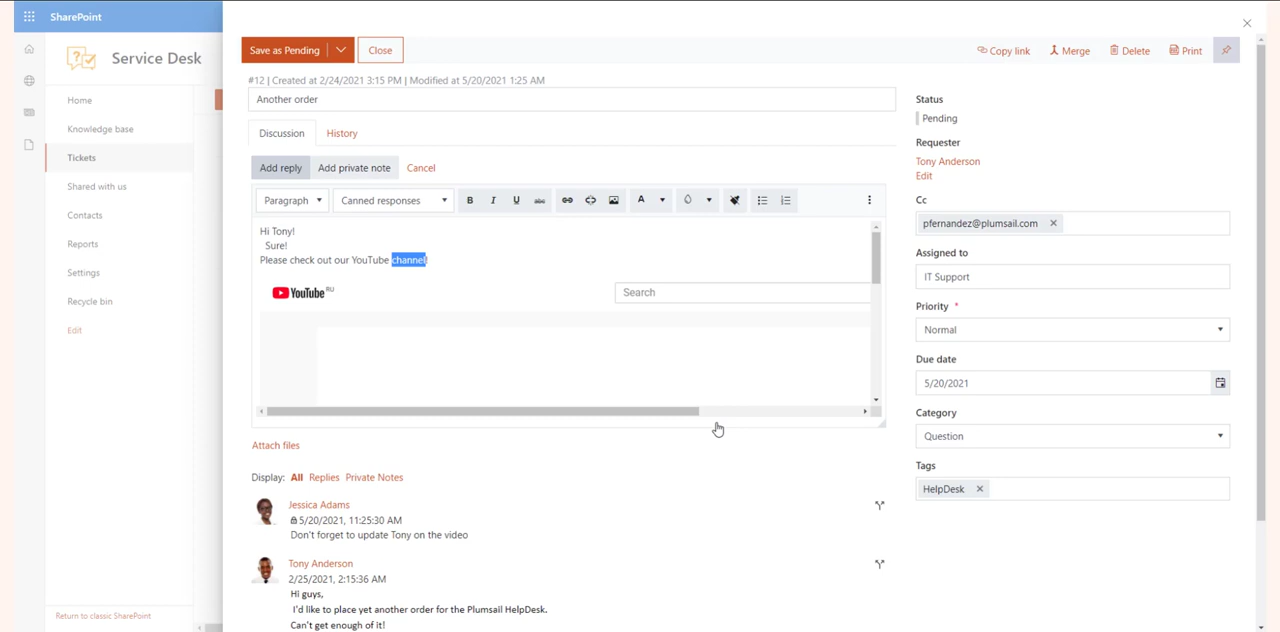 SharePoint
Service Desk
Home
Knowledge base
Tickets
Shared with us
Contacts
Reports
Settings
Recycle bin
Edit
Return to classic SharePoint
Save as Pending
Close
Copy link
Merge
Delete
Print
#12 | Created at 2/24/2021 3:15 PM | Modified at 5/20/2021 1:25 AM
Another order
Discussion
History
Add reply
Add private note
Cancel
Paragraph
Canned responses
B I U abc
A
Hi Tony!
Sure!
Please check out our YouTube channel!
YouTube RU
Search
Attach files
Display: All Replies Private Notes
Jessica Adams
5/20/2021, 11:25:30 AM
Don't forget to update Tony on the video
Tony Anderson
2/25/2021, 2:15:36 AM
Hi guys,
I'd like to place yet another order for the Plumsail HelpDesk.
Can't get enough of it!
Status
Pending
Requester
Tony Anderson
Edit
Cc
pfernandez@plumsail.com
Assigned to
IT Support
Priority *
Normal
Due date
5/20/2021
Category
Question
Tags
HelpDesk